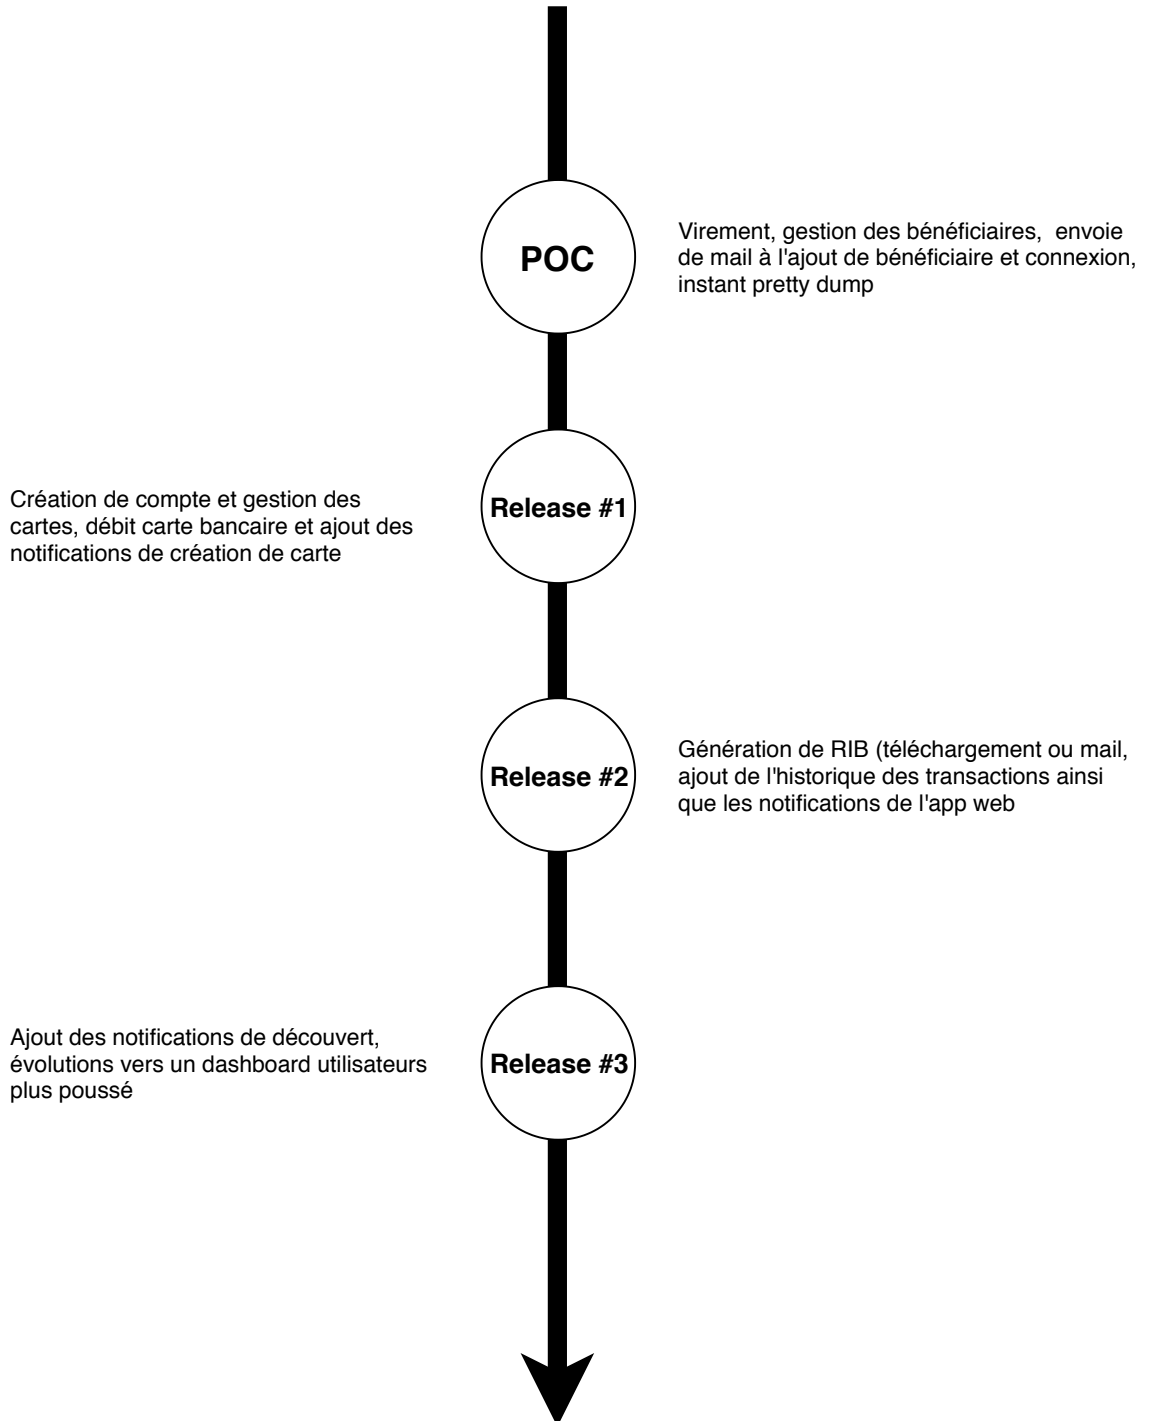 POC
Virement, gestion des bénéficiaires,  envoie
de mail à l'ajout de bénéficiaire et connexion,
instant pretty dump
Création de compte et gestion des
cartes, débit carte bancaire et ajout des
notifications de création de carte
Release #1
Release #2
Génération de RIB (téléchargement ou mail,
ajout de l'historique des transactions ainsi
que les notifications de l'app web
Ajout des notifications de découvert,
évolutions vers un dashboard utilisateurs
plus poussé
Release #3